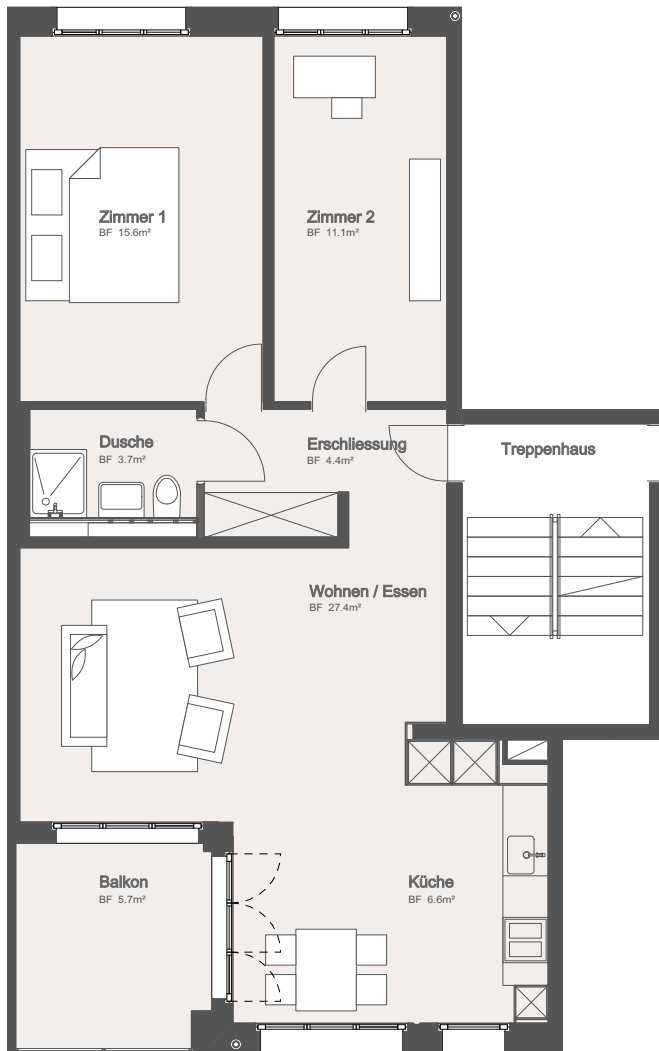 Zimmer 1
BF 15.6m²
Zimmer 2
BF 11.1m²
Dusche
BF 3.7m²
Erschliessung
BF 4.4m²
Treppenhaus
Wohnen / Essen
BF 27.4m²
Balkon
BF 5.7m²
Küche
BF 6.6m²